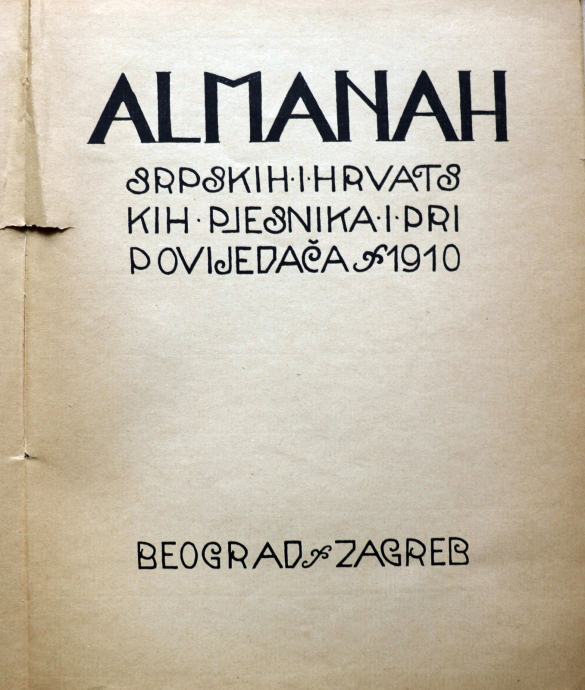 ALMANAH
SRPSKIH·I·HRVATS
KIH·PJESNIKA·I·PRI
POVIJEDAČA 1910
BEOGRAD ZAGREB